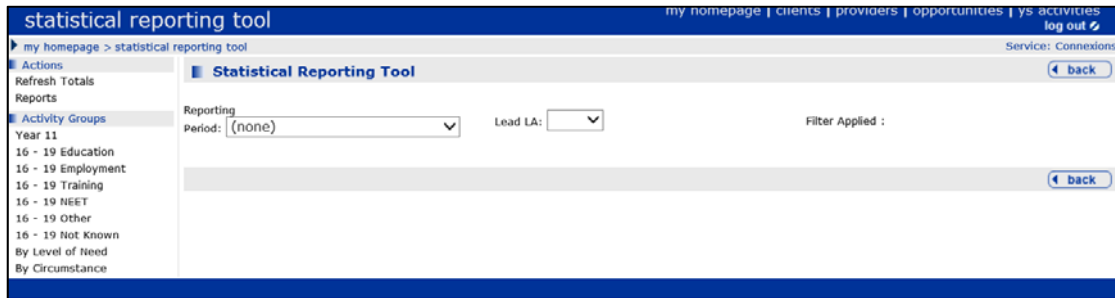 statistical reporting tool
my homepage | clients | providers | opportunities | ys activities
log out
my homepage > statistical reporting tool
Service: Connexions
Actions
Refresh Totals
Reports
Activity Groups
Year 11
16 - 19 Education
16 - 19 Employment
16 - 19 Training
16 - 19 NEET
16 - 19 Other
16 - 19 Not Known
By Level of Need
By Circumstance
Statistical Reporting Tool
back
Reporting
Period: (none)
Lead LA:
Filter Applied :
back